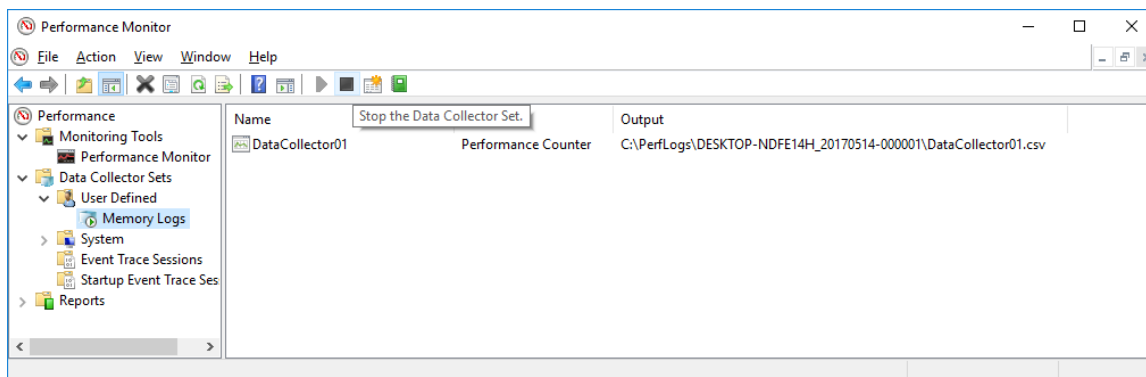 Performance Monitor
File Action View Window Help
Stop the Data Collector Set.
Performance
Monitoring Tools
Performance Monitor
Data Collector Sets
User Defined
Memory Logs
System
Event Trace Sessions
Startup Event Trace Ses
Reports
Name Output
DataCollector01 Performance Counter C:\PerfLogs\DESKTOP-NDFE14H_20170514-000001\DataCollector01.csv